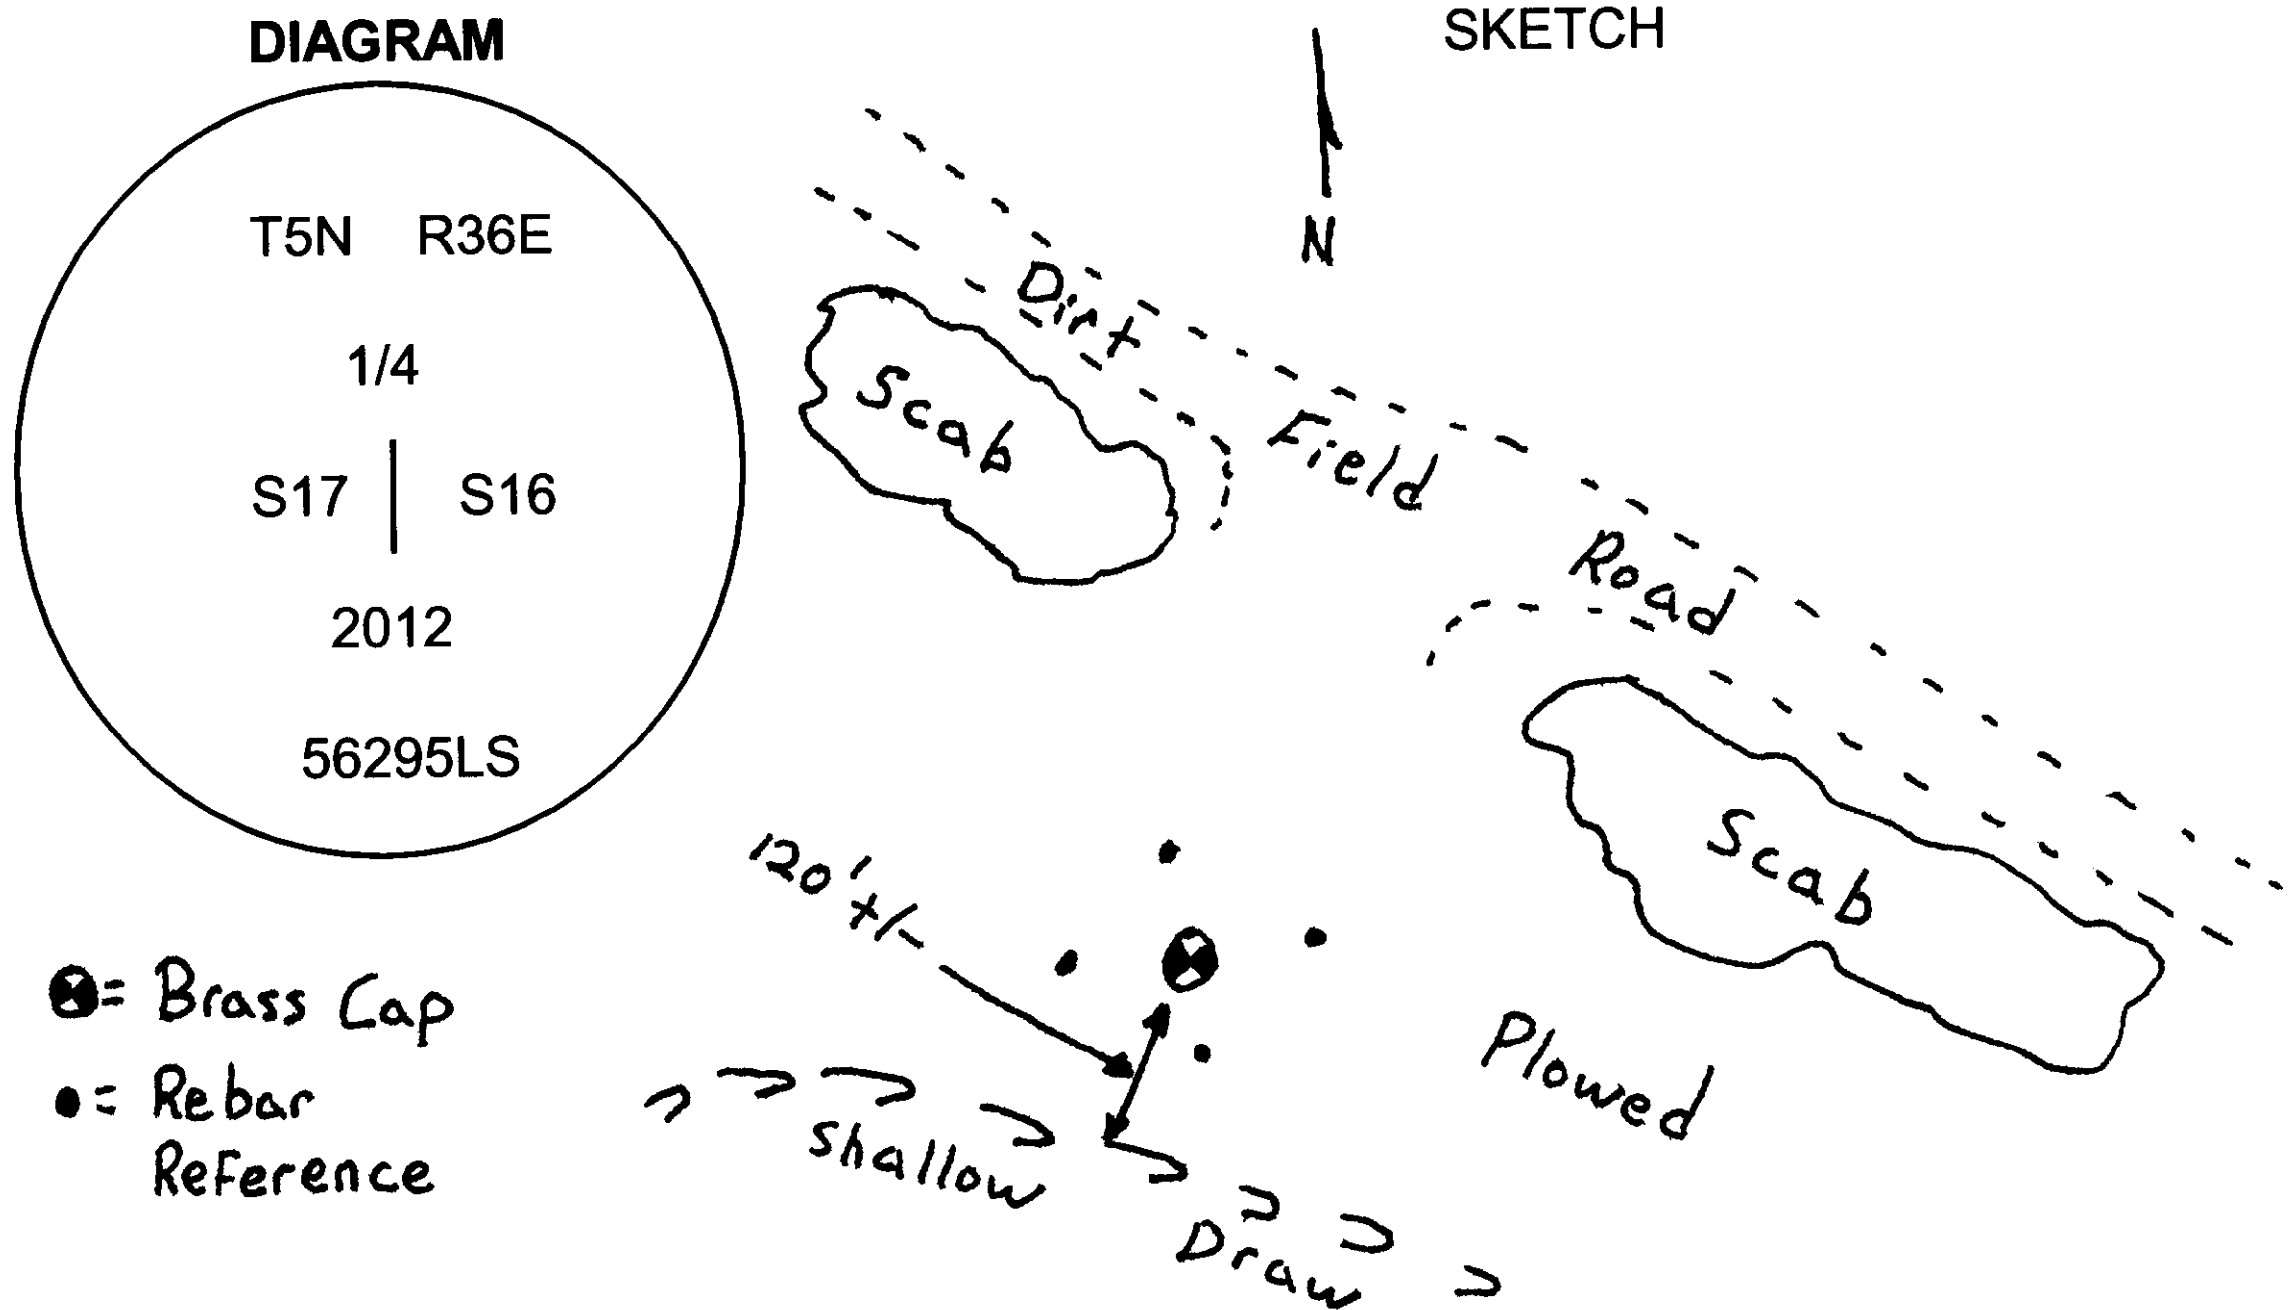 DIAGRAM
T5N R36E
1/4
S17 | S16
2012
56295LS
SKETCH
N
Dirt Field Road
Scab
Scab
120' +/-
Plowed
Shallow Draw
= Brass Cap
= Rebar
Reference